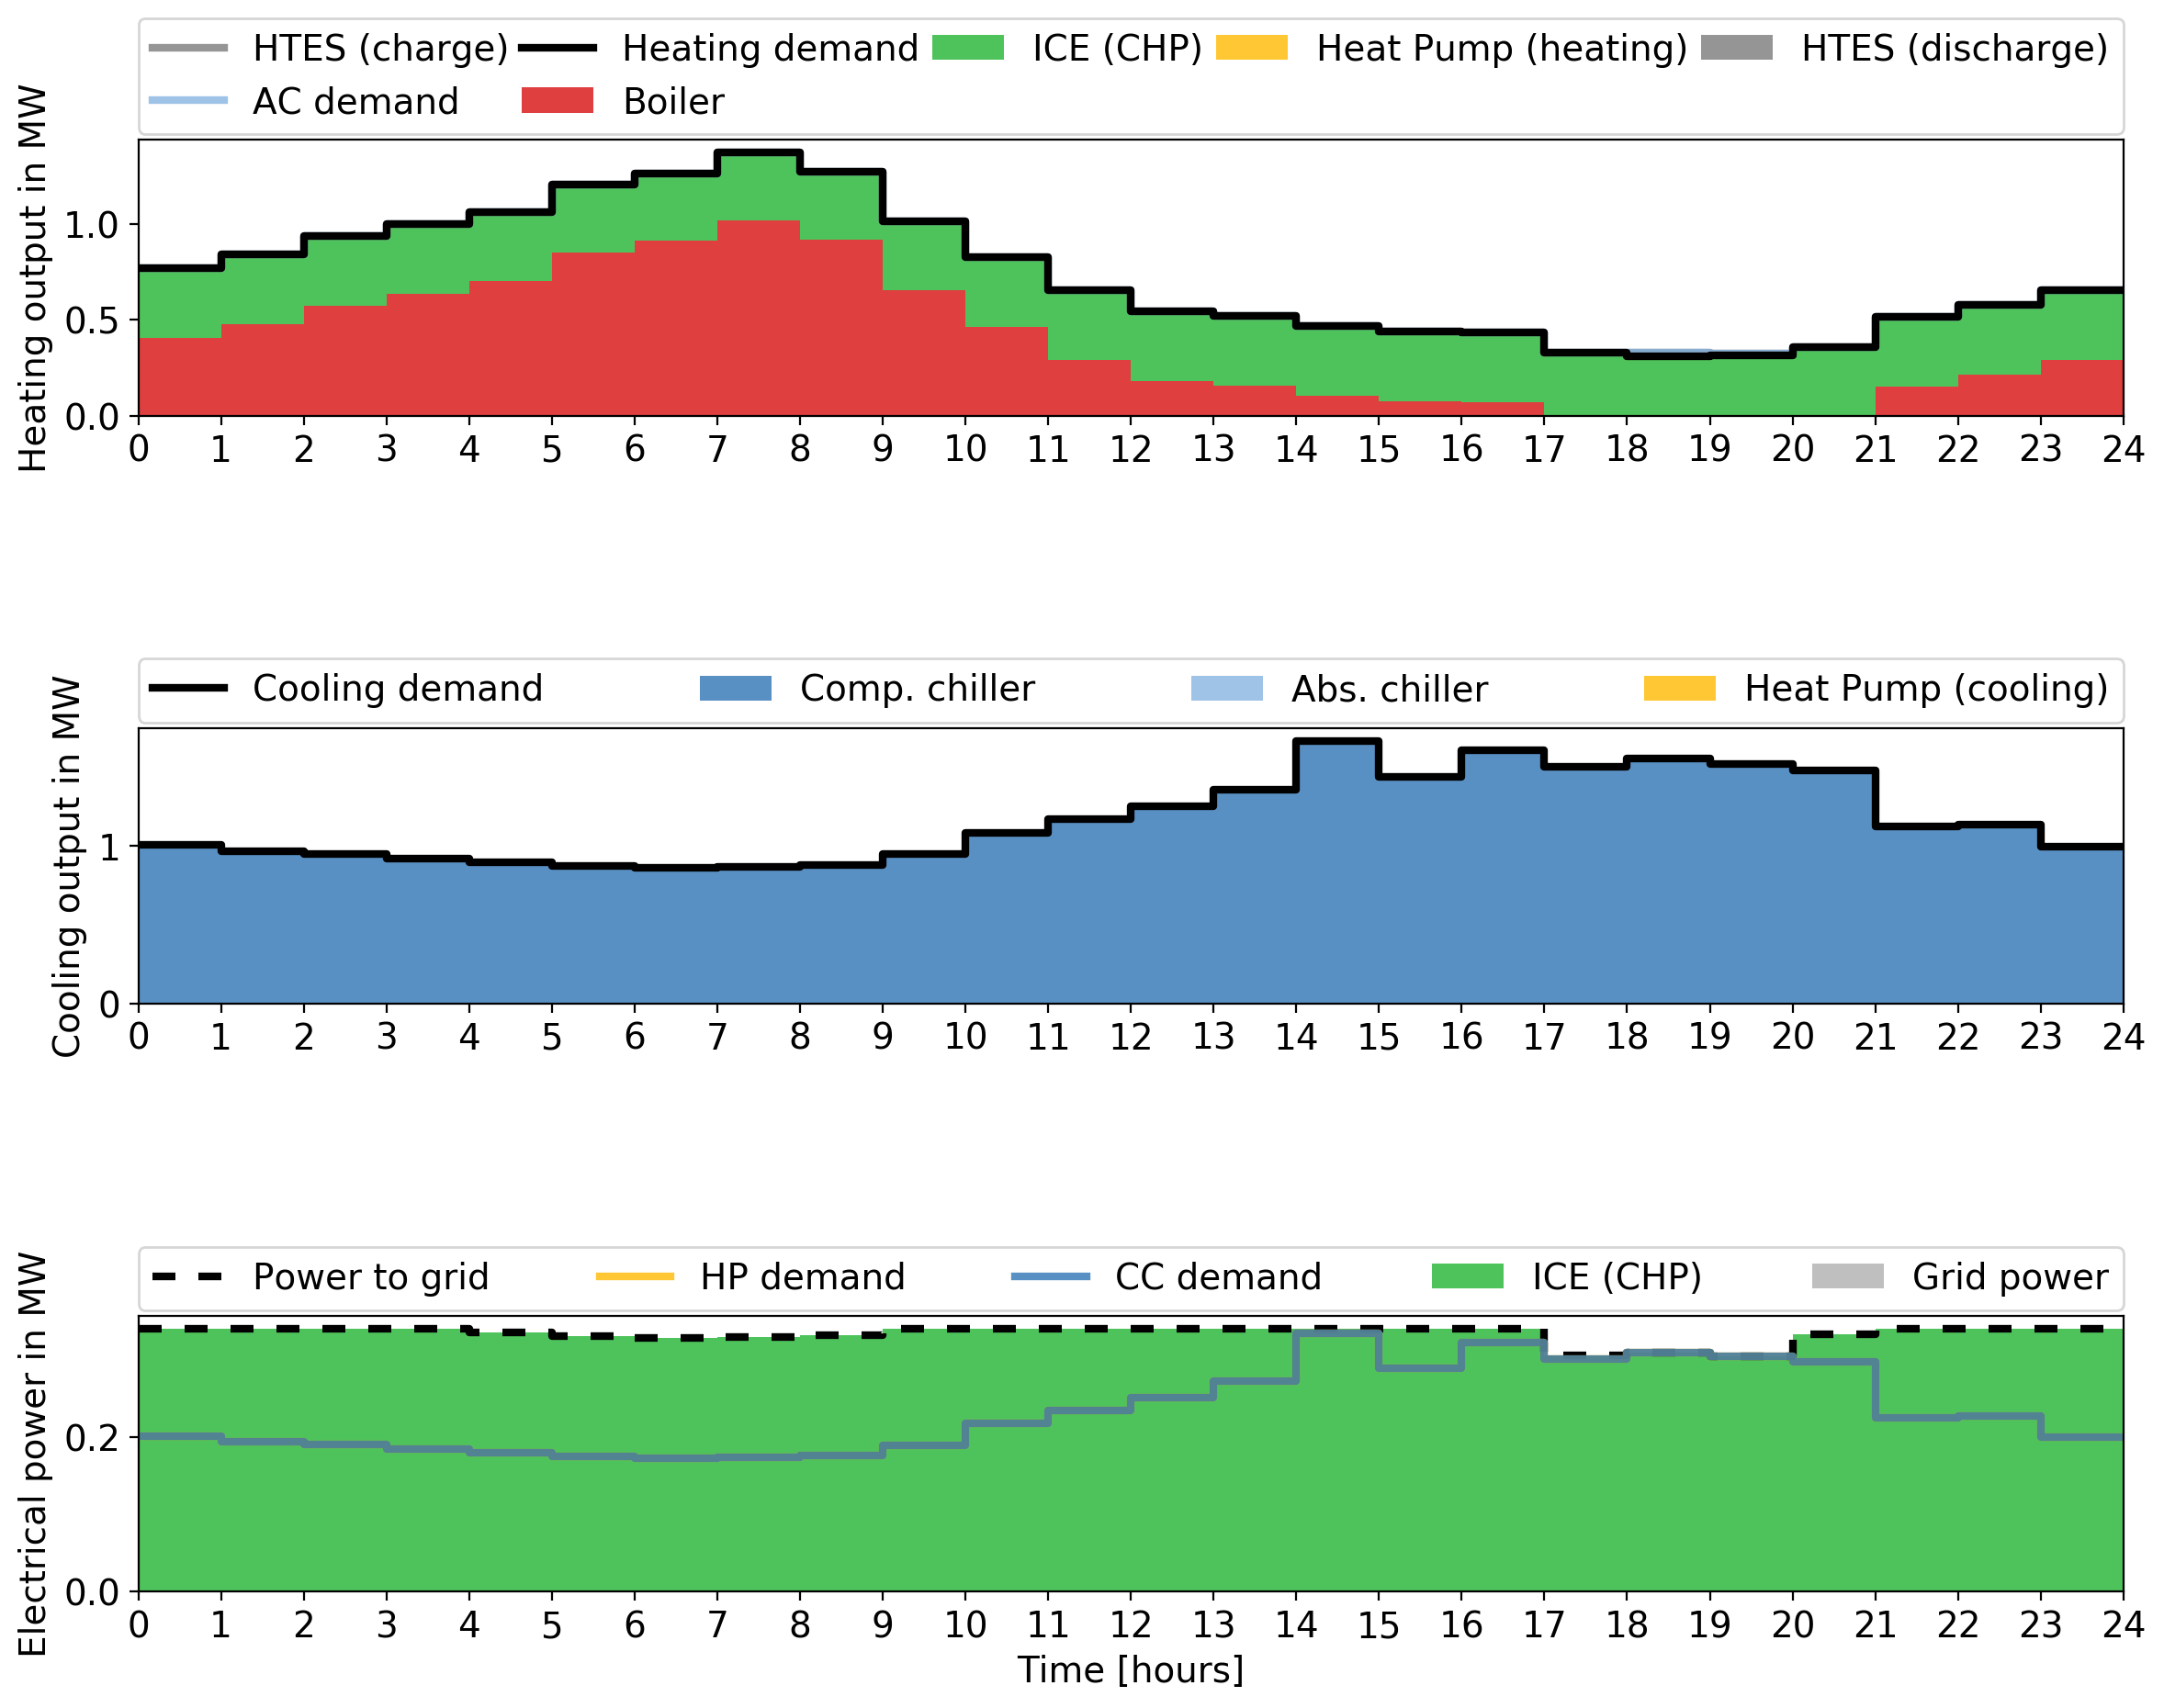 HTES (charge) Heating demand ICE (CHP) Heat Pump (heating) HTES (discharge)
AC demand Boiler
Heating output in MW
1.0
0.5
0.0
0 1 2 3 4 5 6 7 8 9 10 11 12 13 14 15 16 17 18 19 20 21 22 23 24
Cooling demand Comp. chiller Abs. chiller Heat Pump (cooling)
Cooling output in MW
1
0
0 1 2 3 4 5 6 7 8 9 10 11 12 13 14 15 16 17 18 19 20 21 22 23 24
Power to grid HP demand CC demand ICE (CHP) Grid power
Electrical power in MW
0.2
0.0
0 1 2 3 4 5 6 7 8 9 10 11 12 13 14 15 16 17 18 19 20 21 22 23 24
Time [hours]